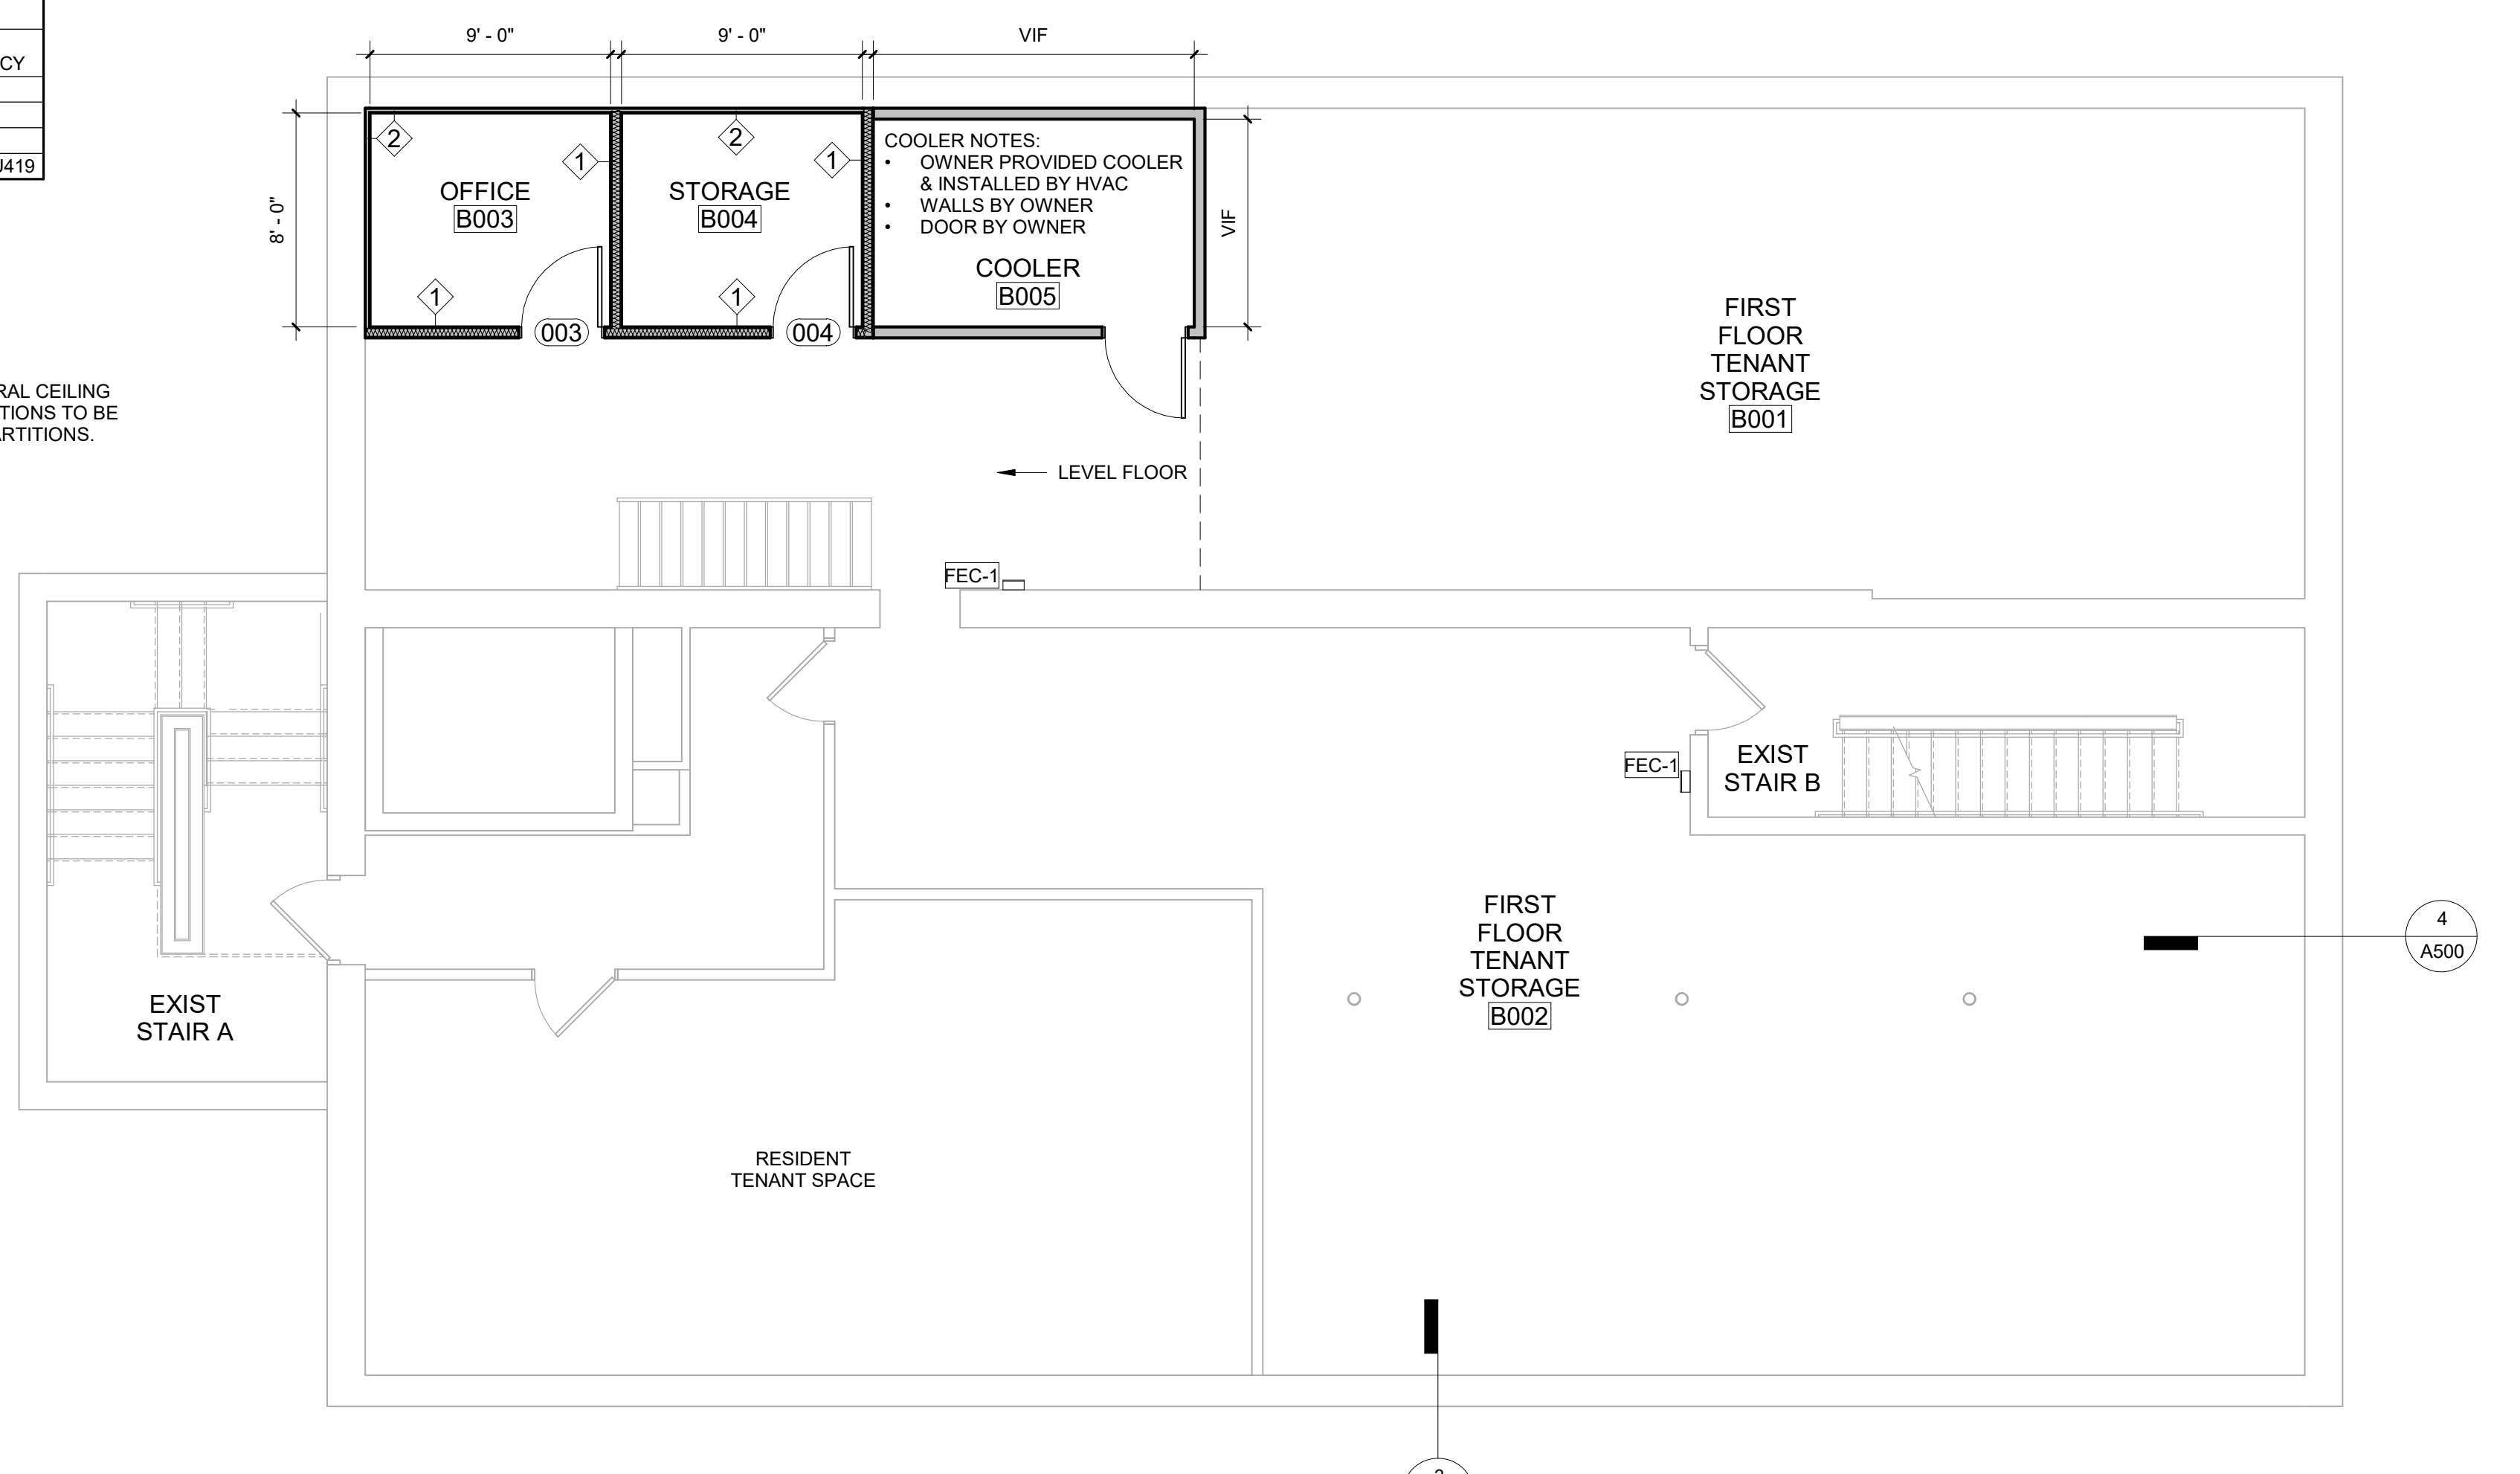 CY
J419
9' - 0"
9' - 0"
VIF
8' - 0"
VIF
2
1
2
1
OFFICE
B003
STORAGE
B004
1
1
003
004
COOLER NOTES:
• OWNER PROVIDED COOLER
& INSTALLED BY HVAC
• WALLS BY OWNER
• DOOR BY OWNER
COOLER
B005
FIRST
FLOOR
TENANT
STORAGE
B001
RAL CEILING
TIONS TO BE
ARTITIONS.
LEVEL FLOOR
FEC-1
FEC-1
EXIST
STAIR B
FIRST
FLOOR
TENANT
STORAGE
B002
4
A500
EXIST
STAIR A
RESIDENT
TENANT SPACE